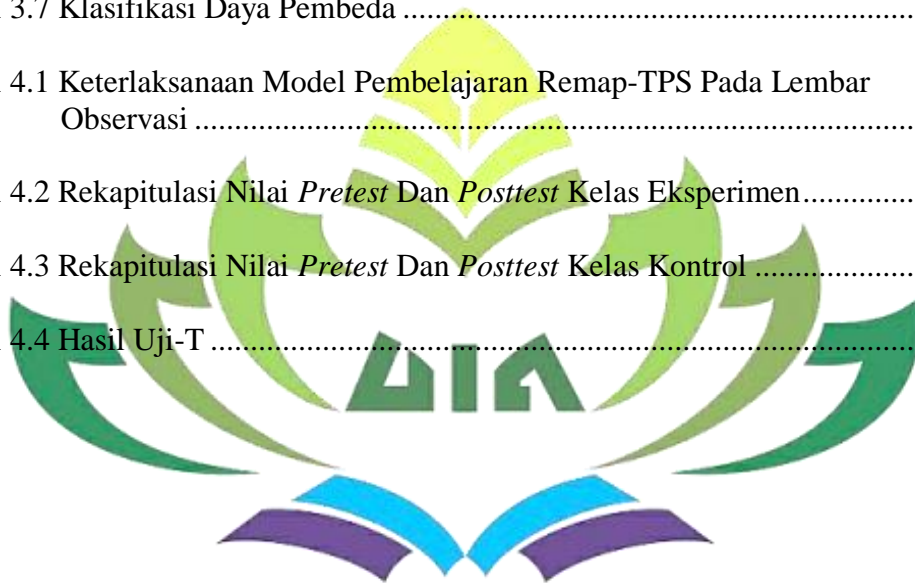 3.7 Klasifikasi Daya Pembeda ................................................................
4.1 Keterlaksanaan Model Pembelajaran Remap-TPS Pada Lembar
Observasi ............................................................................................
4.2 Rekapitulasi Nilai Pretest Dan Posttest Kelas Eksperimen..............
4.3 Rekapitulasi Nilai Pretest Dan Posttest Kelas Kontrol ....................
4.4 Hasil Uji-T .........................................................................................